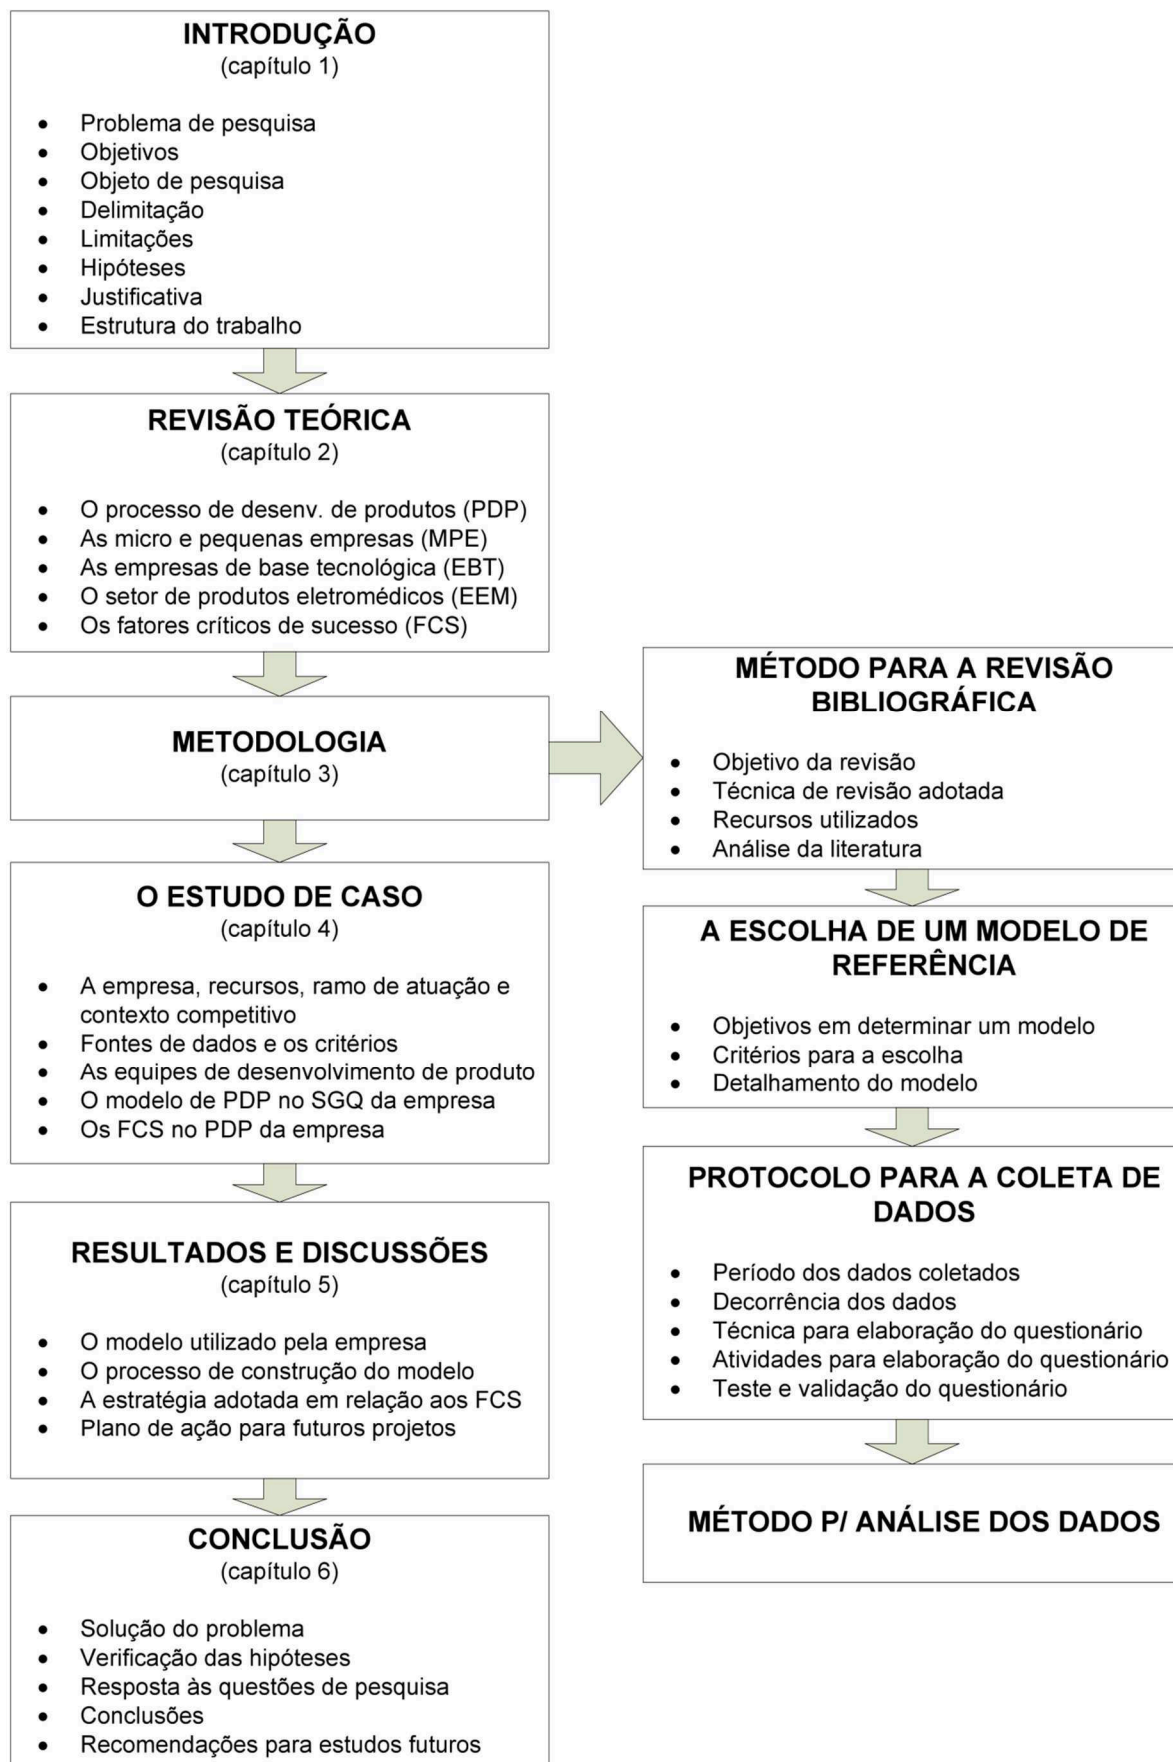 INTRODUÇÃO
(capítulo 1)
• Problema de pesquisa
• Objetivos
• Objeto de pesquisa
• Delimitação
• Limitações
• Hipóteses
• Justificativa
• Estrutura do trabalho
REVISÃO TEÓRICA
(capítulo 2)
• O processo de desenv. de produtos (PDP)
• As micro e pequenas empresas (MPE)
• As empresas de base tecnológica (EBT)
• O setor de produtos eletromédicos (EEM)
• Os fatores críticos de sucesso (FCS)
METODOLOGIA
(capítulo 3)
O ESTUDO DE CASO
(capítulo 4)
• A empresa, recursos, ramo de atuação e
contexto competitivo
• Fontes de dados e os critérios
• As equipes de desenvolvimento de produto
• O modelo de PDP no SGQ da empresa
• Os FCS no PDP da empresa
RESULTADOS E DISCUSSÕES
(capítulo 5)
• O modelo utilizado pela empresa
• O processo de construção do modelo
• A estratégia adotada em relação aos FCS
• Plano de ação para futuros projetos
CONCLUSÃO
(capítulo 6)
• Solução do problema
• Verificação das hipóteses
• Resposta às questões de pesquisa
• Conclusões
• Recomendações para estudos futuros
MÉTODO PARA A REVISÃO
BIBLIOGRÁFICA
• Objetivo da revisão
• Técnica de revisão adotada
• Recursos utilizados
• Análise da literatura
A ESCOLHA DE UM MODELO DE
REFERÊNCIA
• Objetivos em determinar um modelo
• Critérios para a escolha
• Detalhamento do modelo
PROTOCOLO PARA A COLETA DE
DADOS
• Período dos dados coletados
• Decorrência dos dados
• Técnica para elaboração do questionário
• Atividades para elaboração do questionário
• Teste e validação do questionário
MÉTODO P/ ANÁLISE DOS DADOS